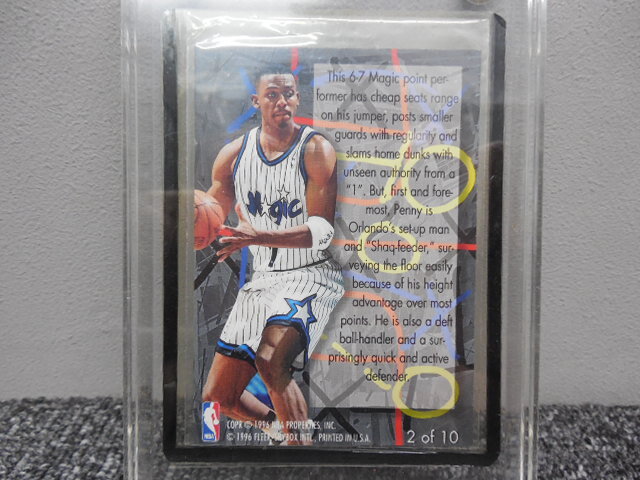 This 6-7 Magic point per-
former has cheap seats range
on his jumper, posts smaller
guards with regularity and
slams home dunks with
unseen authority from a
"1". But, first and fore-
most, Penny is
Orlando's set-up man
and "Shaq-feeder," sur-
veying the floor easily
because of his height
advantage over most
points. He is also a deft
ball-handler and a sur-
prisingly quick and active
defender.
Magic
1
NBA
COPR © 1996 NBA PROPERTIES, INC.
© 1996 FLEER/SKYBOX INTL. PRINTED IN U.S.A.
2 of 10